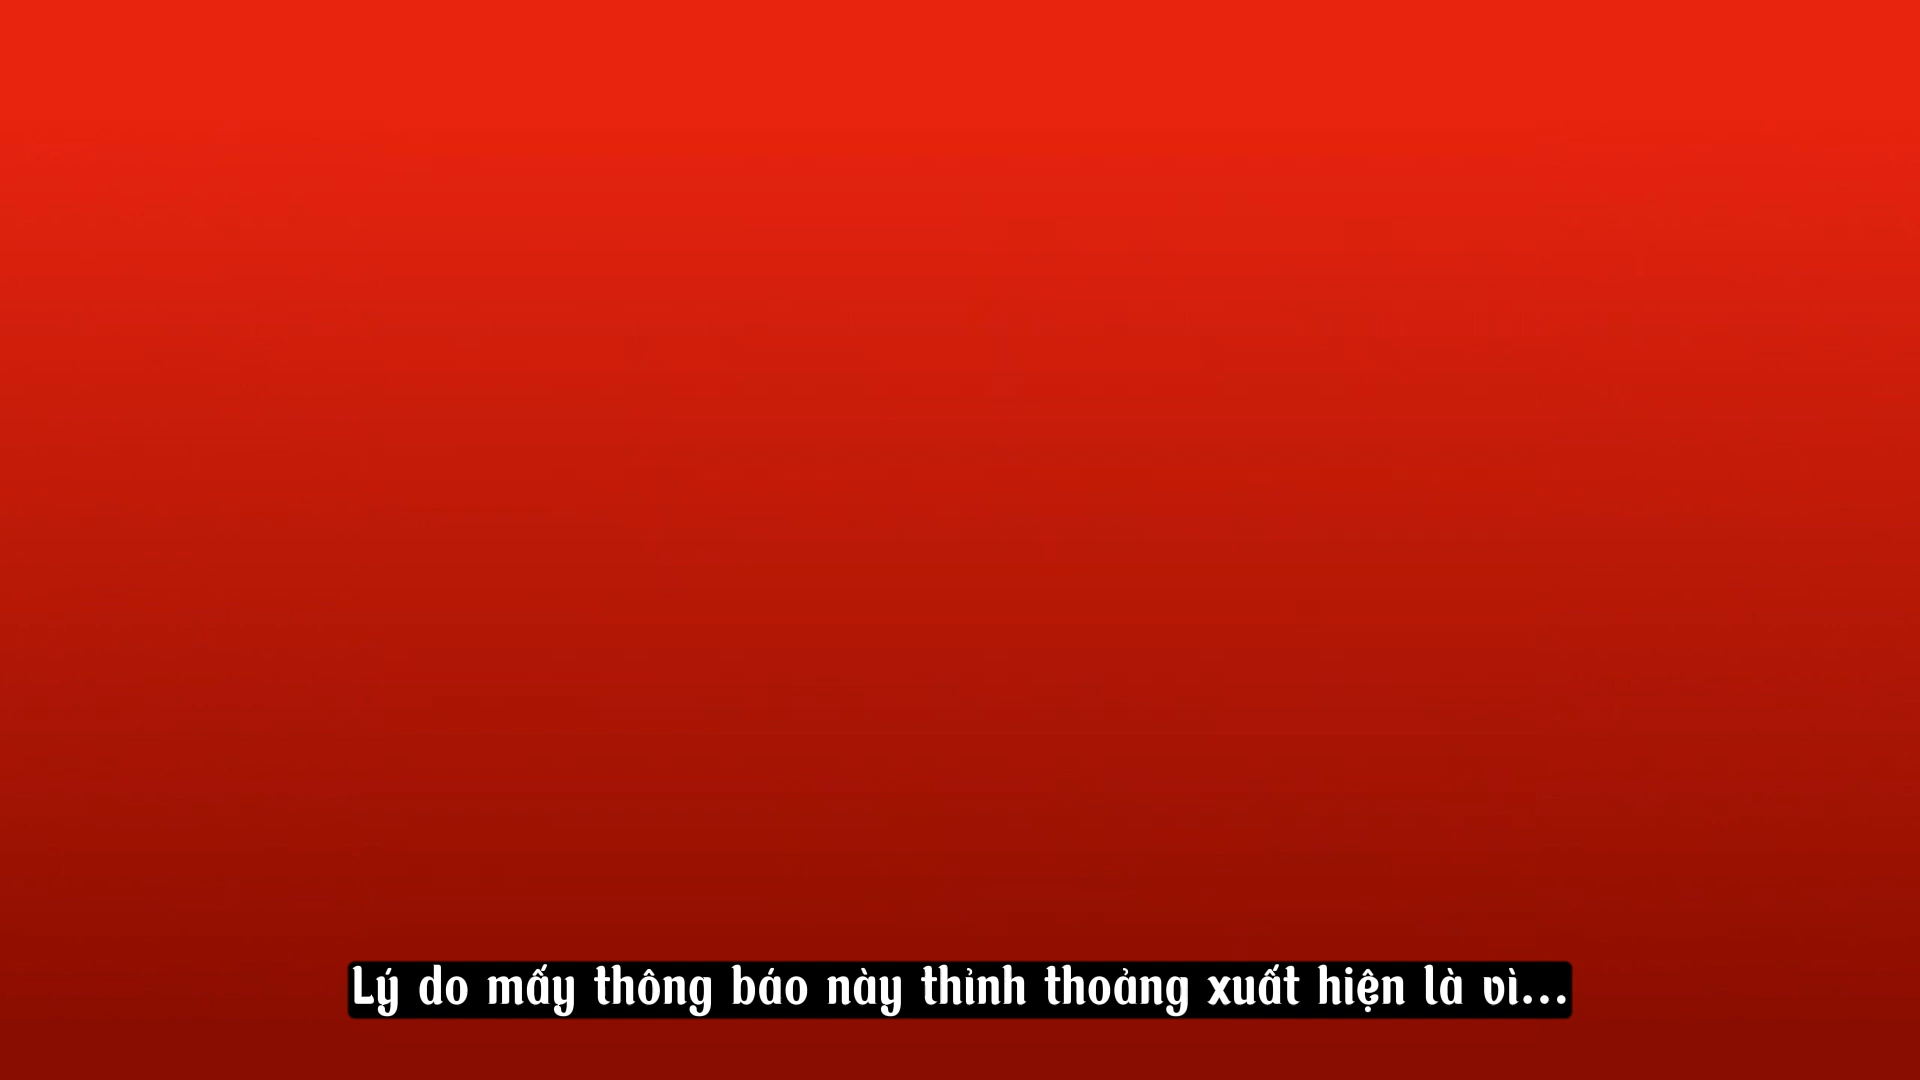 Lý do mấy thông báo này thỉnh thoảng xuất hiện là vì...